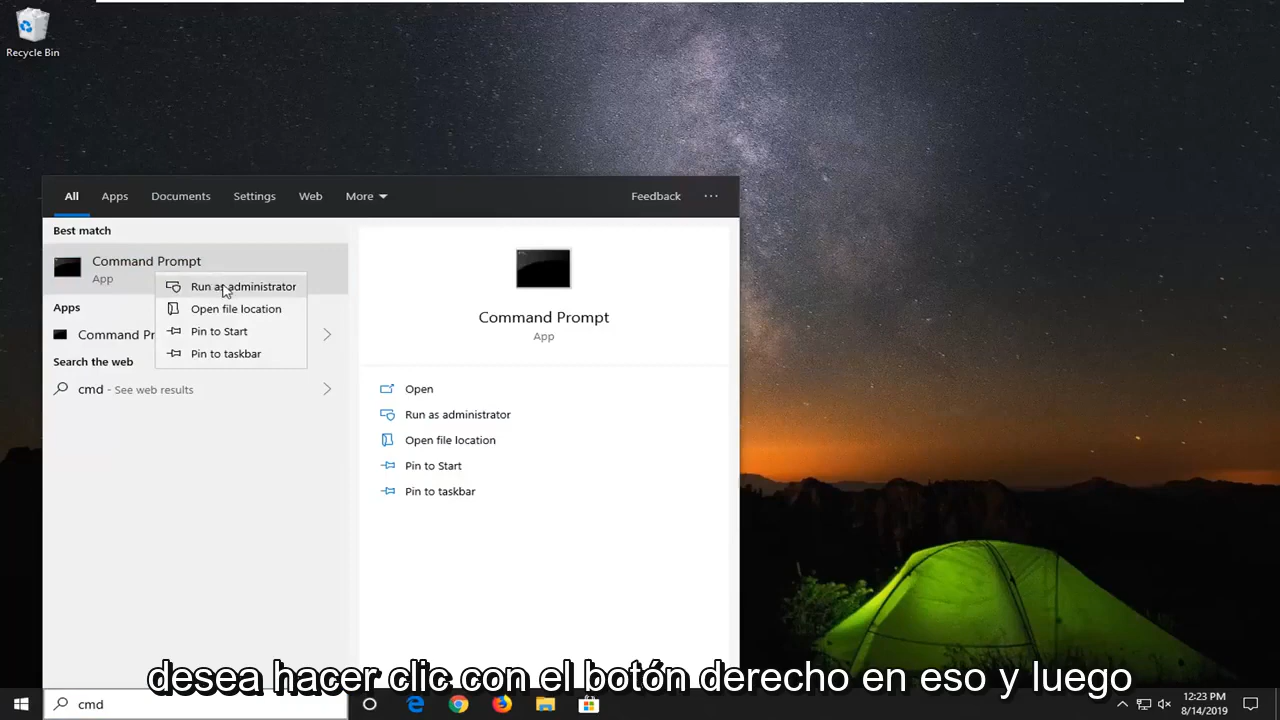 Recycle Bin
All Apps Documents Settings Web More Feedback ...
Best match
Command Prompt
App
Run as administrator
Open file location
Pin to Start
Pin to taskbar
Apps
Command Pr
Search the web
cmd - See web results
Command Prompt
App
Open
Run as administrator
Open file location
Pin to Start
Pin to taskbar
desea hacer clic con el botón derecho en eso y luego
cmd
12:23 PM
8/14/2019